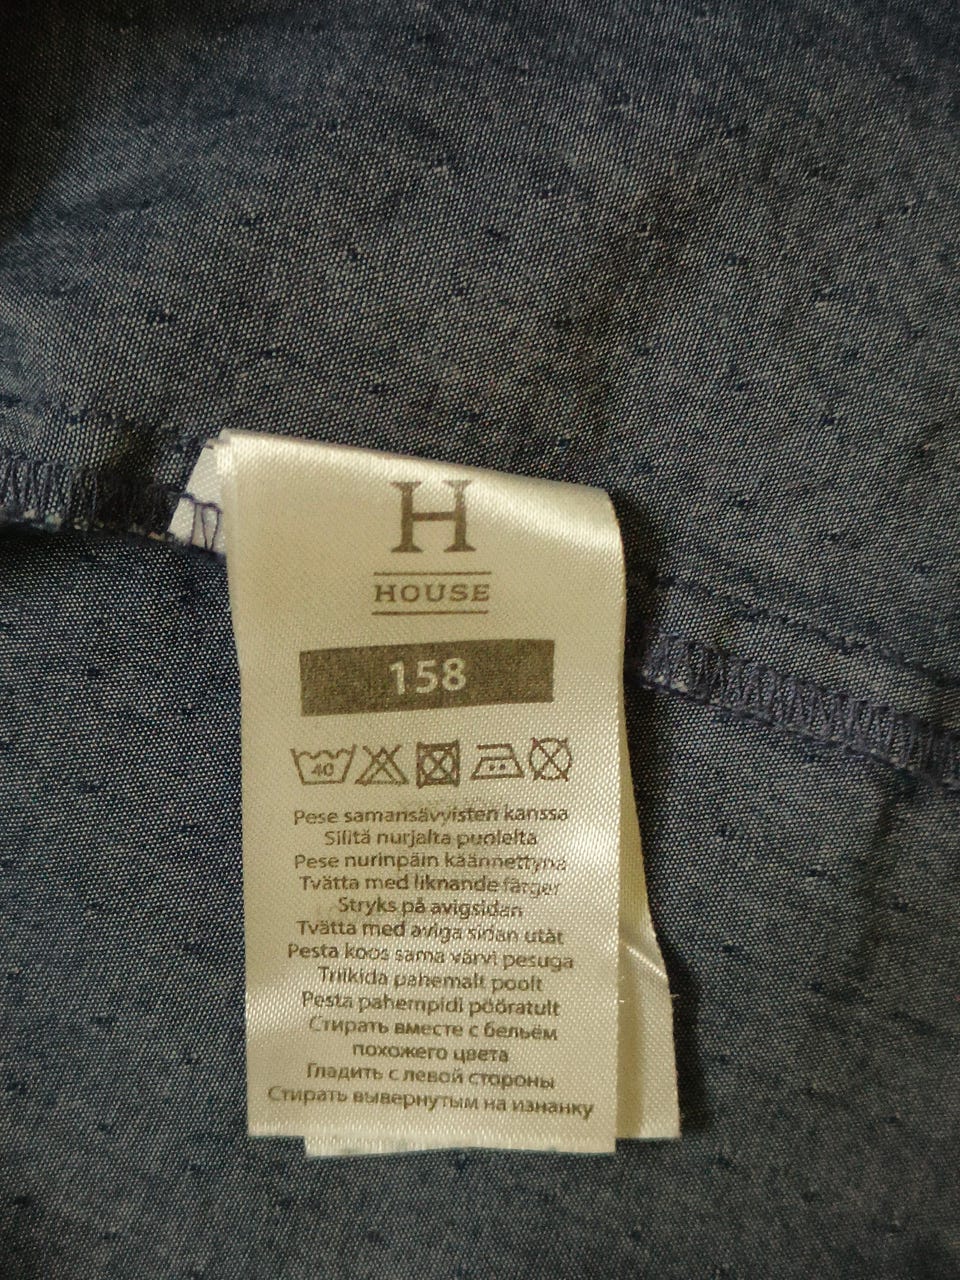 H
HOUSE
158
40
Pese samansävyisten kanssa
Silitä nurjalta puolelta
Pese nurinpäin käännettynä
Tvätta med liknande färger
Stryks på avigsidan
Tvätta med aviga sidan utåt
Pesta koos sama värvi pesuga
Triikida pahemalt poolt
Pesta pahempidi pööratult
Стирать вместе с бельём
похожего цвета
Гладить с левой стороны
Стирать вывернутым на изнанку